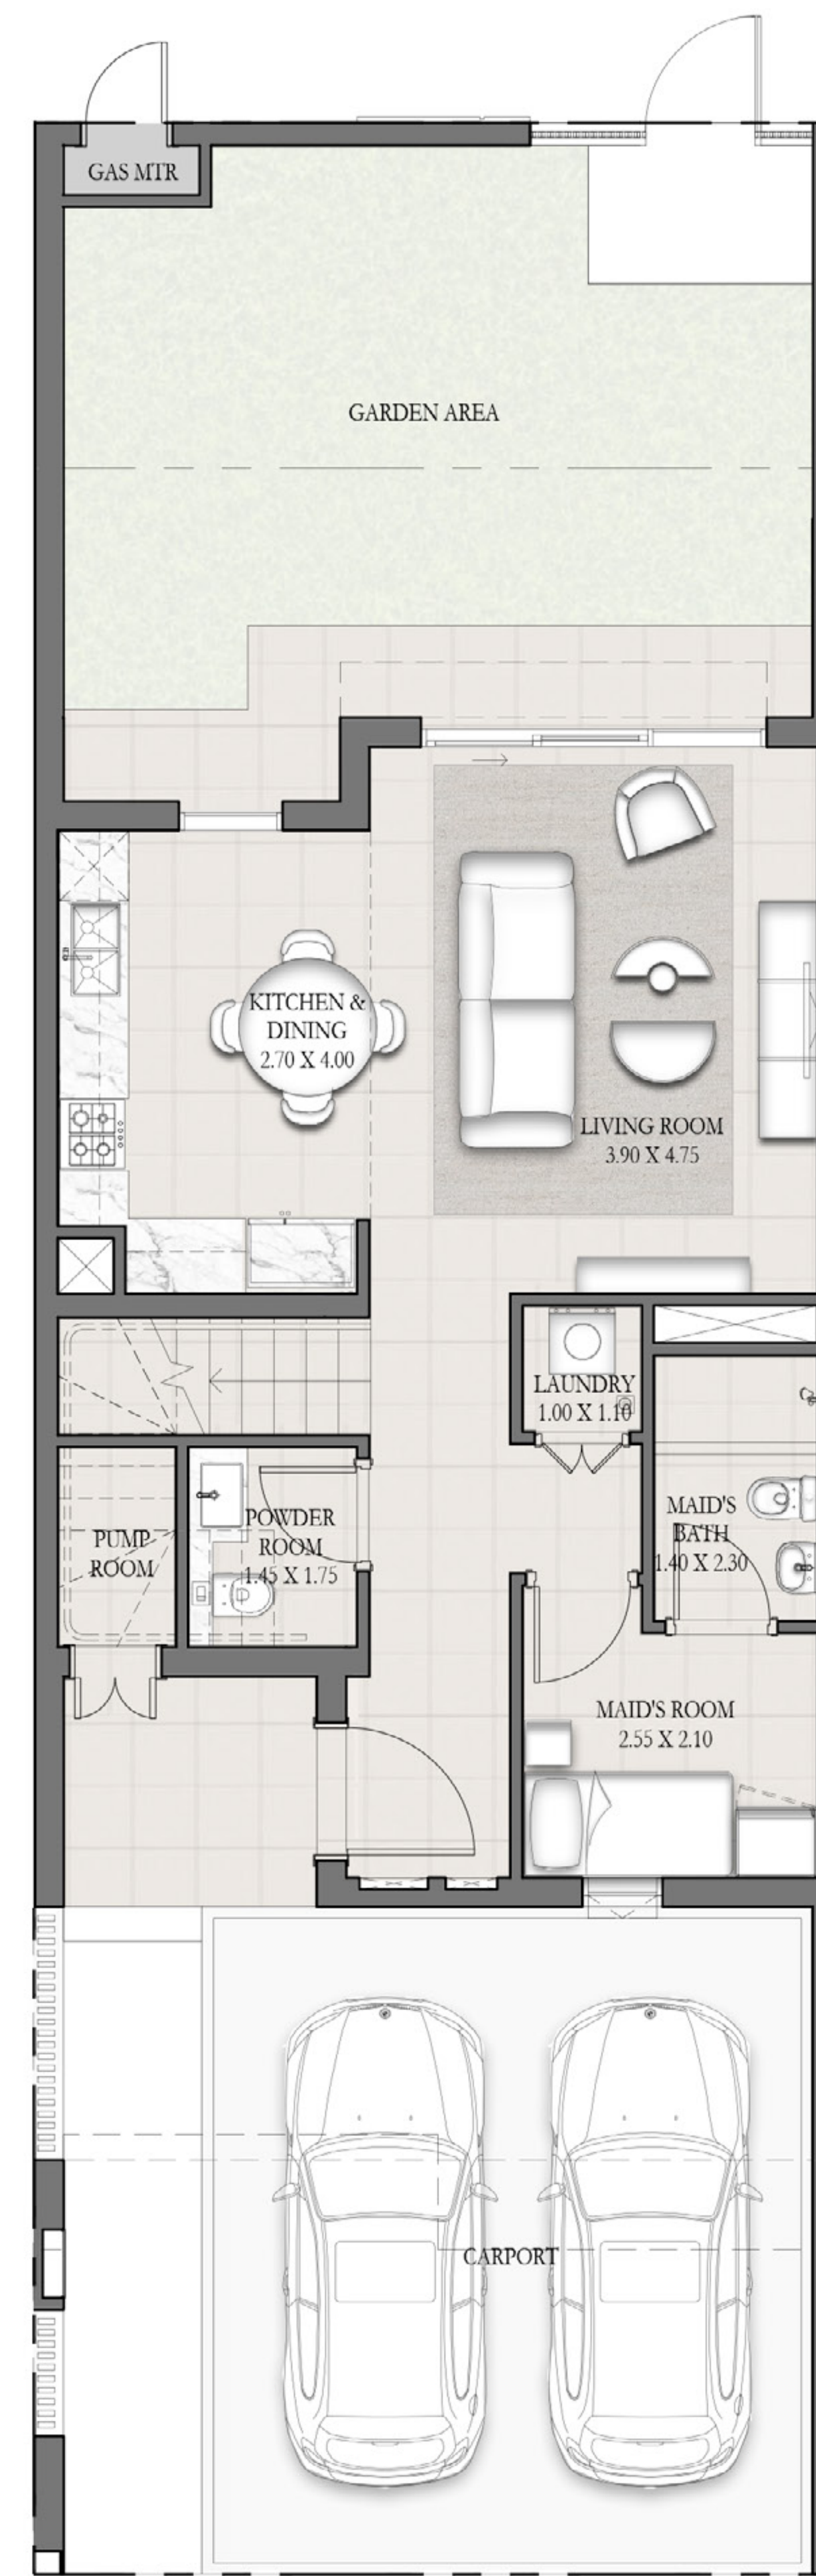 GAS MTR
GARDEN AREA
KITCHEN &
DINING
2.70 X 4.00
LIVING ROOM
3.90 X 4.75
LAUNDRY
1.00 X 1.10
POWDER
ROOM
1.45 X 1.75
PUMP
ROOM
MAID'S
BATH
1.40 X 2.30
MAID'S ROOM
2.55 X 2.10
CARPORT